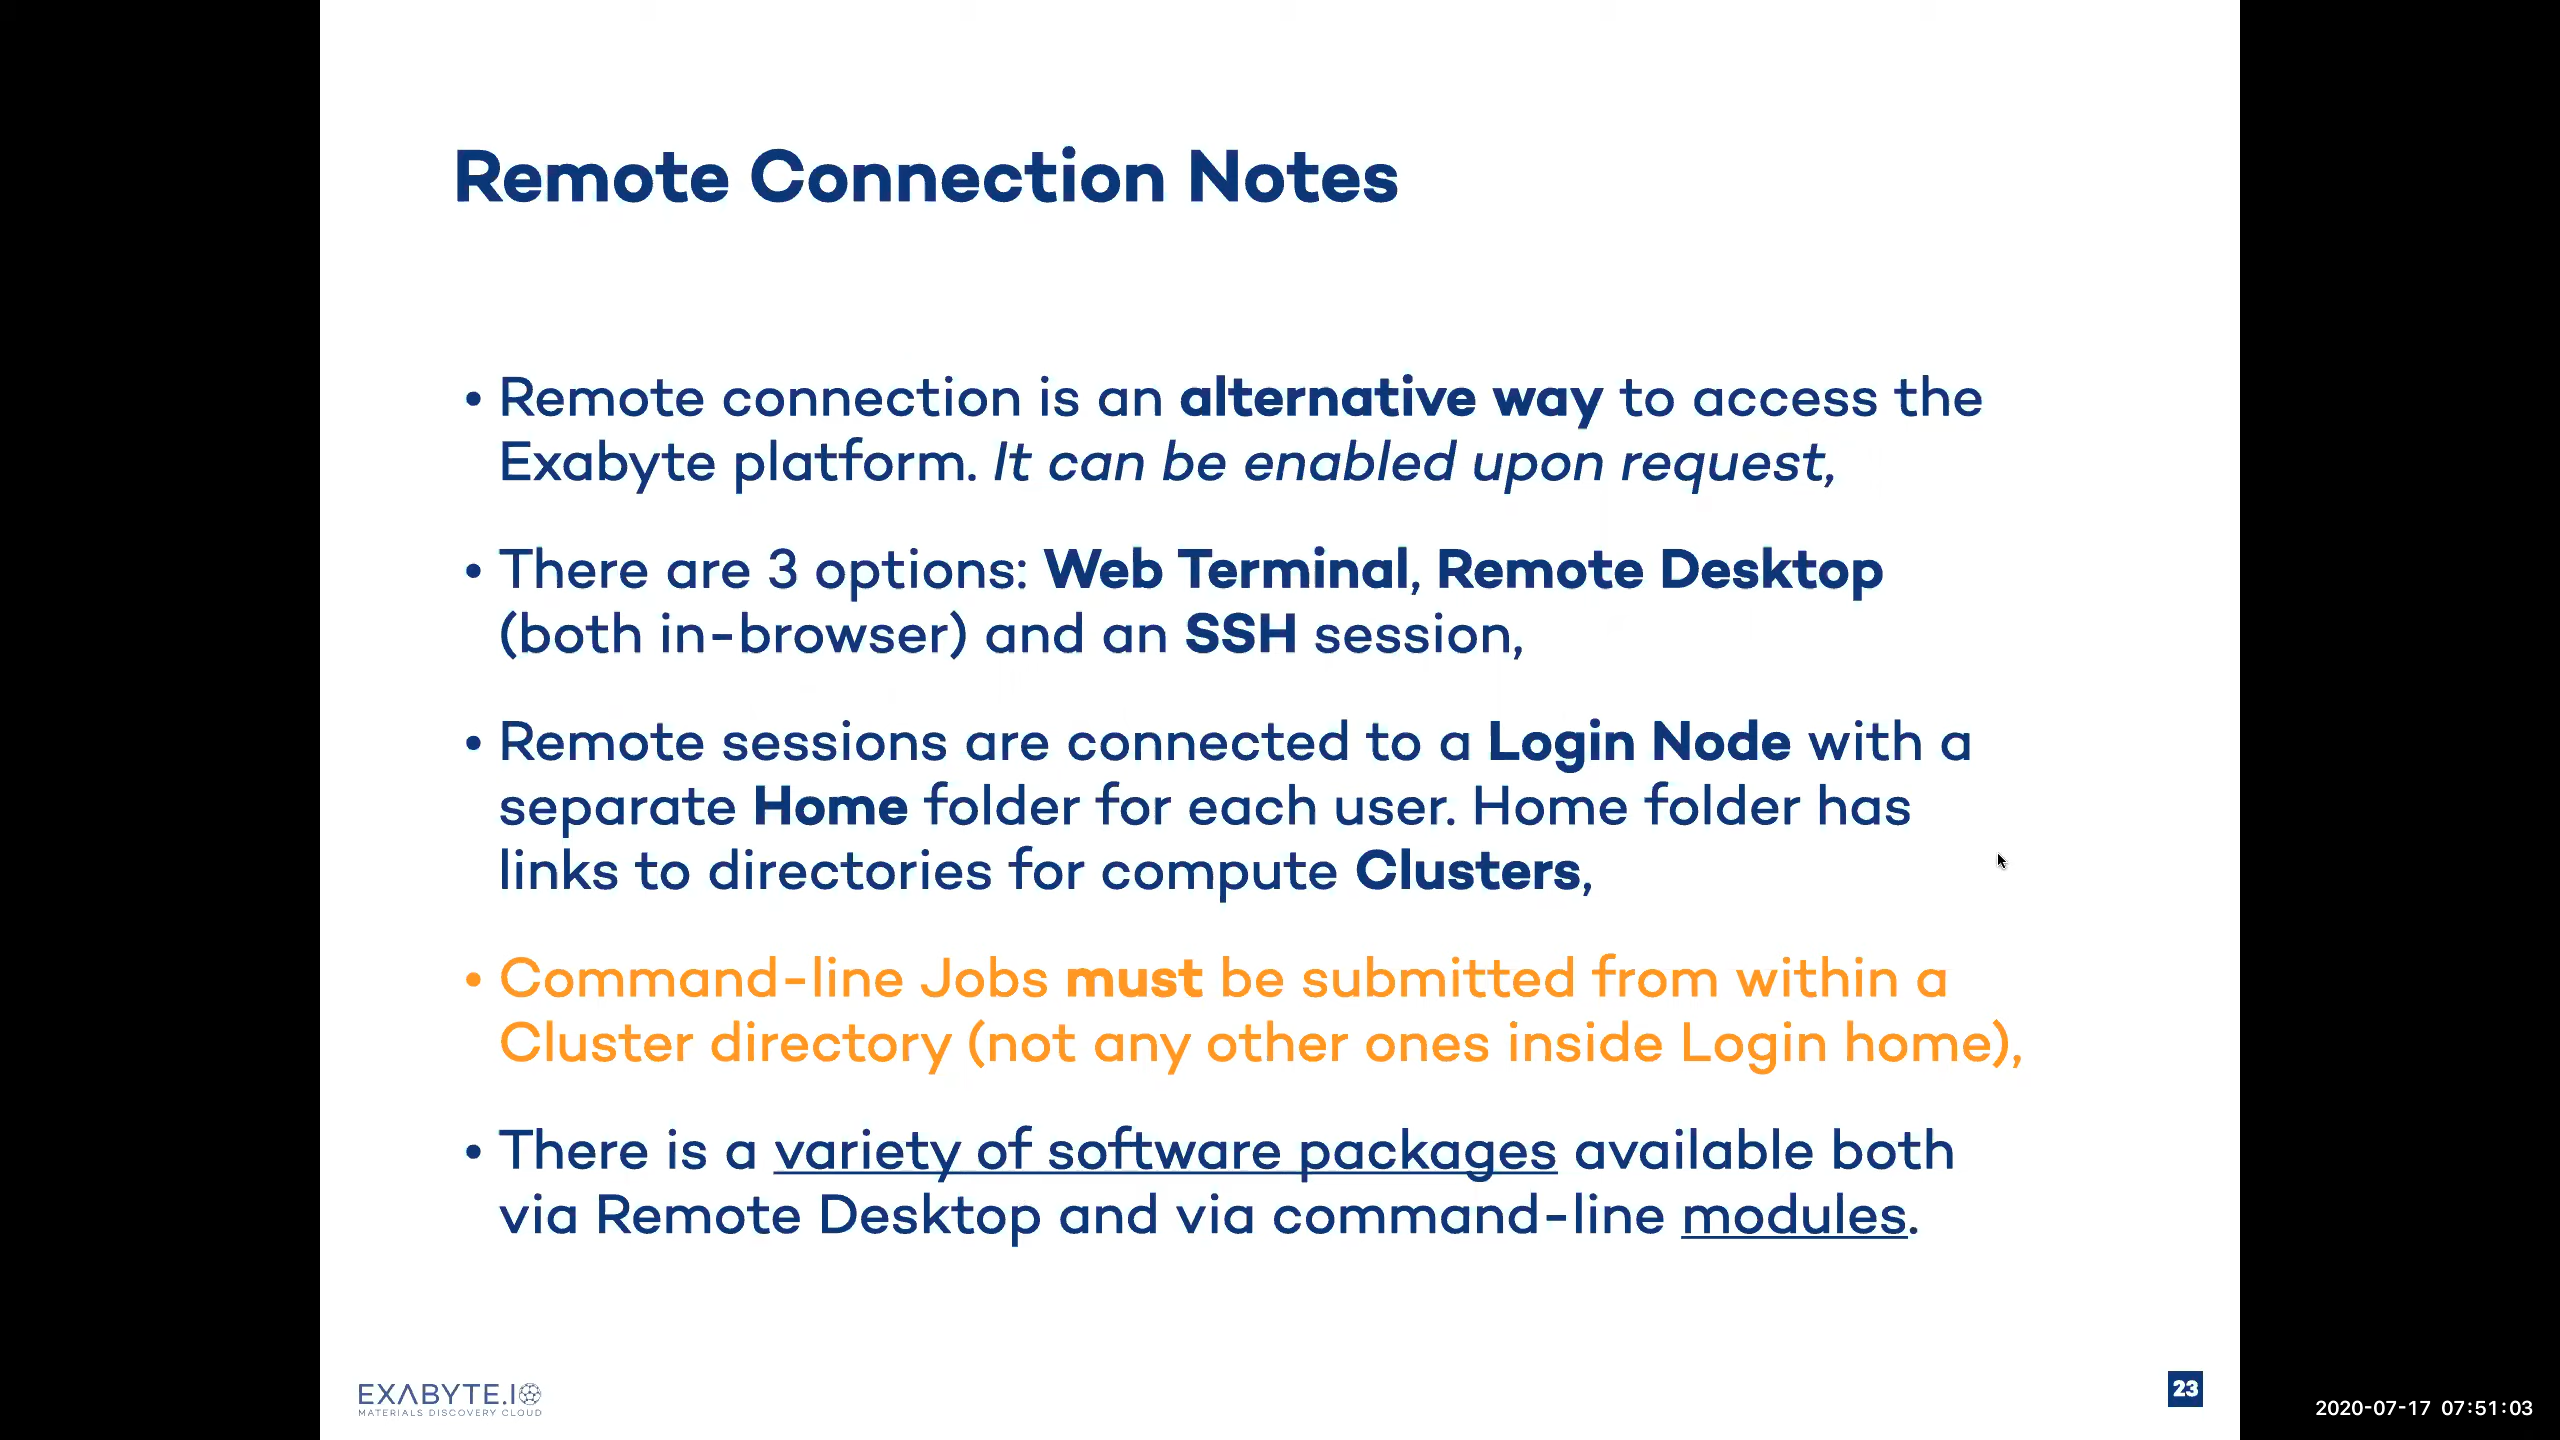 Remote Connection Notes
• Remote connection is an alternative way to access the
Exabyte platform. It can be enabled upon request,
• There are 3 options: Web Terminal, Remote Desktop
(both in-browser) and an SSH session,
• Remote sessions are connected to a Login Node with a
separate Home folder for each user. Home folder has
links to directories for compute Clusters,
• Command-line Jobs must be submitted from within a
Cluster directory (not any other ones inside Login home),
• There is a variety of software packages available both
via Remote Desktop and via command-line modules.
EXABYTE.IO
MATERIALS DISCOVERY CLOUD
23
2020-07-17 07:51:03